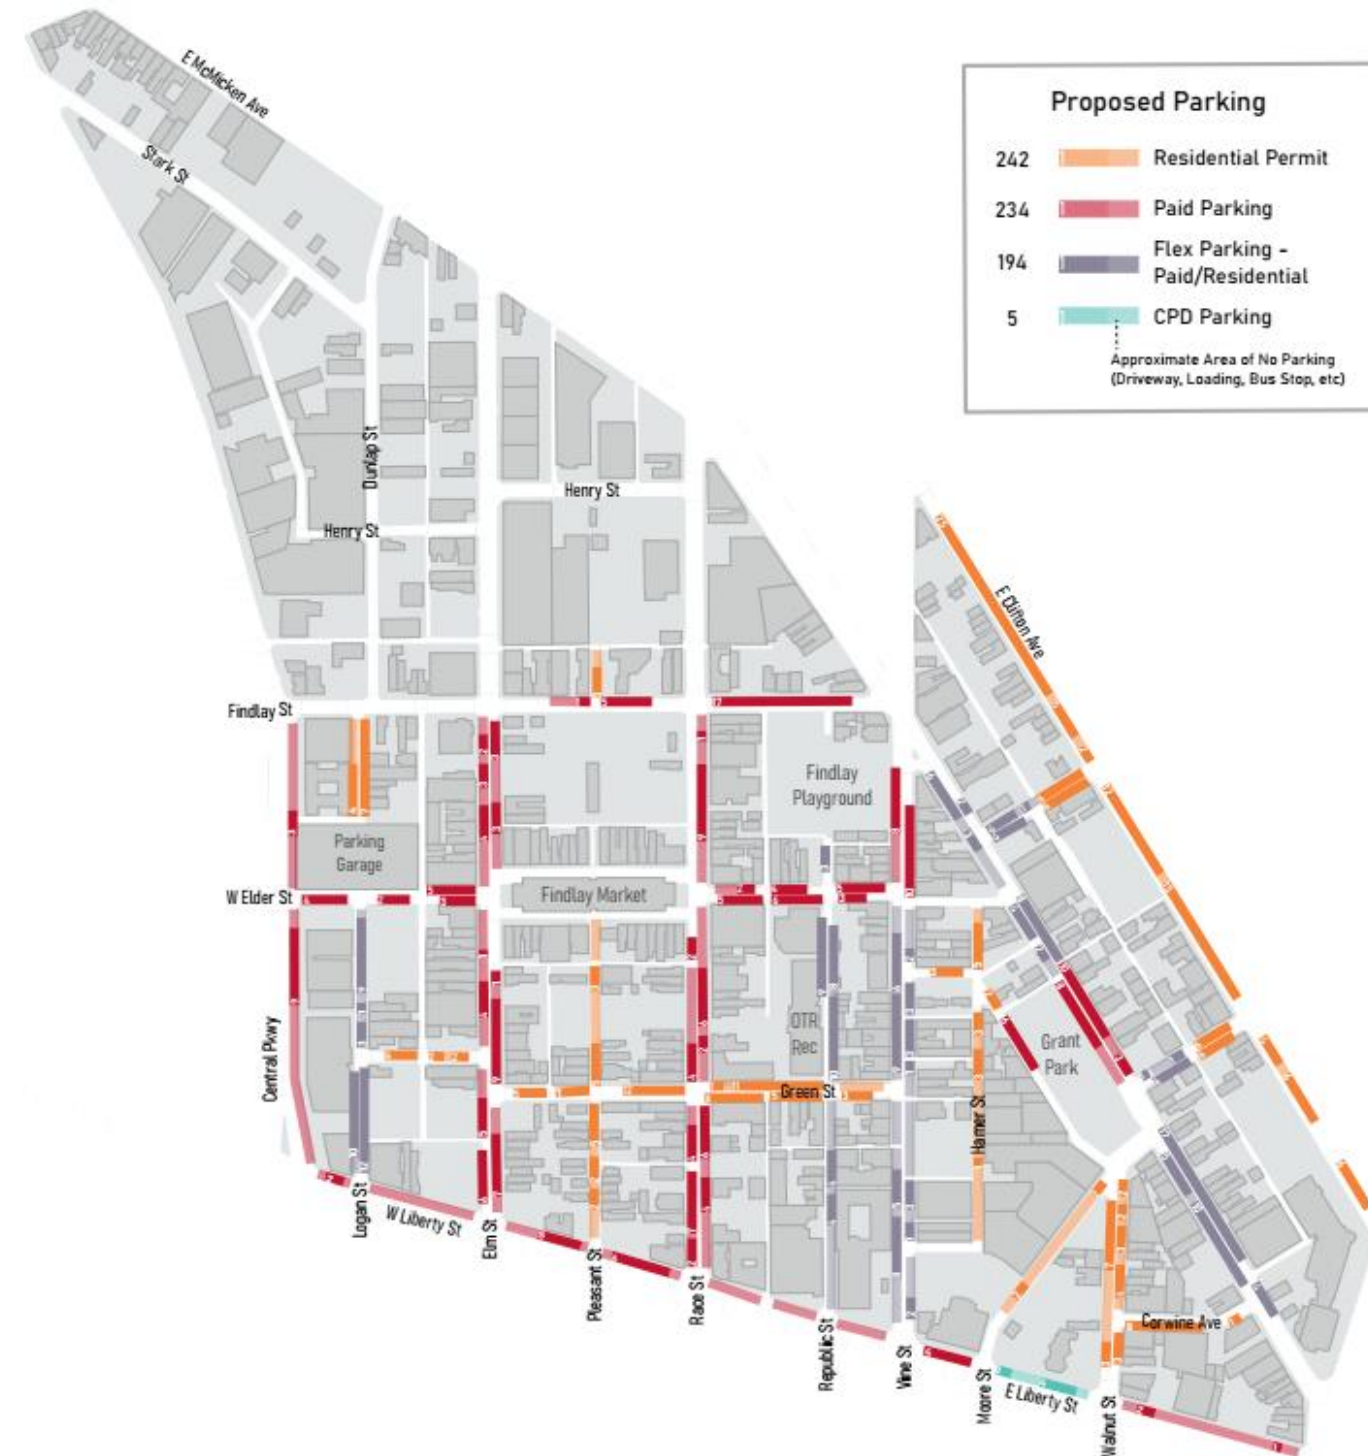 Proposed Parking
242 Residential Permit
234 Paid Parking
194 Flex Parking -
Paid/Residential
5 CPD Parking
Approximate Area of No Parking
(Driveway, Loading, Bus Stop, etc)
E McMicken Ave
Stark St
Dunlap St
Henry St
Henry St
E Clifton Ave
Findlay St
Findlay
Playground
Parking
Garage
W Elder St
Findlay Market
OTR
Rec
Grant
Park
Central Pkwy
Green St
Hamer St
Logan St
W Liberty St
Elm St
Pleasant St
Race St
Republic St
Vine St
Moore St
E Liberty St
Walnut St
Corwine Ave